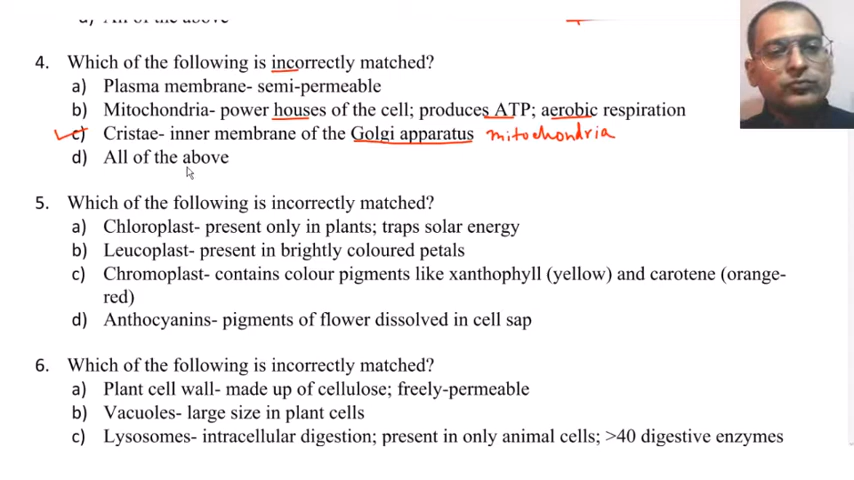 d) All of the above
4. Which of the following is incorrectly matched?
a) Plasma membrane- semi-permeable
b) Mitochondria- power houses of the cell; produces ATP; aerobic respiration
c) Cristae- inner membrane of the Golgi apparatus mitochondria
d) All of the above
5. Which of the following is incorrectly matched?
a) Chloroplast- present only in plants; traps solar energy
b) Leucoplast- present in brightly coloured petals
c) Chromoplast- contains colour pigments like xanthophyll (yellow) and carotene (orange-
red)
d) Anthocyanins- pigments of flower dissolved in cell sap
6. Which of the following is incorrectly matched?
a) Plant cell wall- made up of cellulose; freely-permeable
b) Vacuoles- large size in plant cells
c) Lysosomes- intracellular digestion; present in only animal cells; >40 digestive enzymes